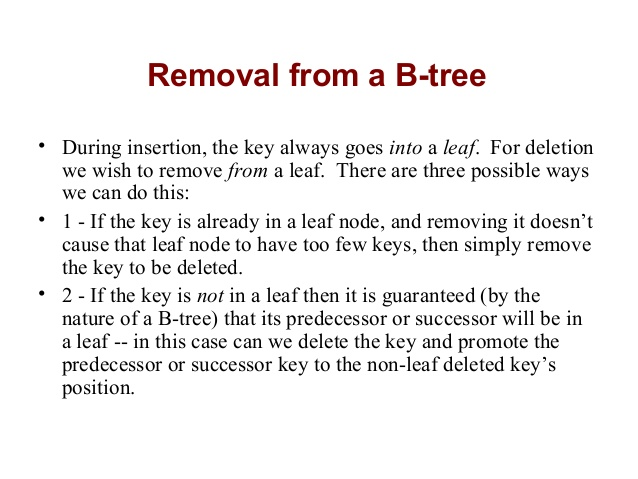 Removal from a B-tree
• During insertion, the key always goes into a leaf.  For deletion
we wish to remove from a leaf.  There are three possible ways
we can do this:
• 1 - If the key is already in a leaf node, and removing it doesn’t
cause that leaf node to have too few keys, then simply remove
the key to be deleted.
• 2 - If the key is not in a leaf then it is guaranteed (by the
nature of a B-tree) that its predecessor or successor will be in
a leaf -- in this case can we delete the key and promote the
predecessor or successor key to the non-leaf deleted key’s
position.